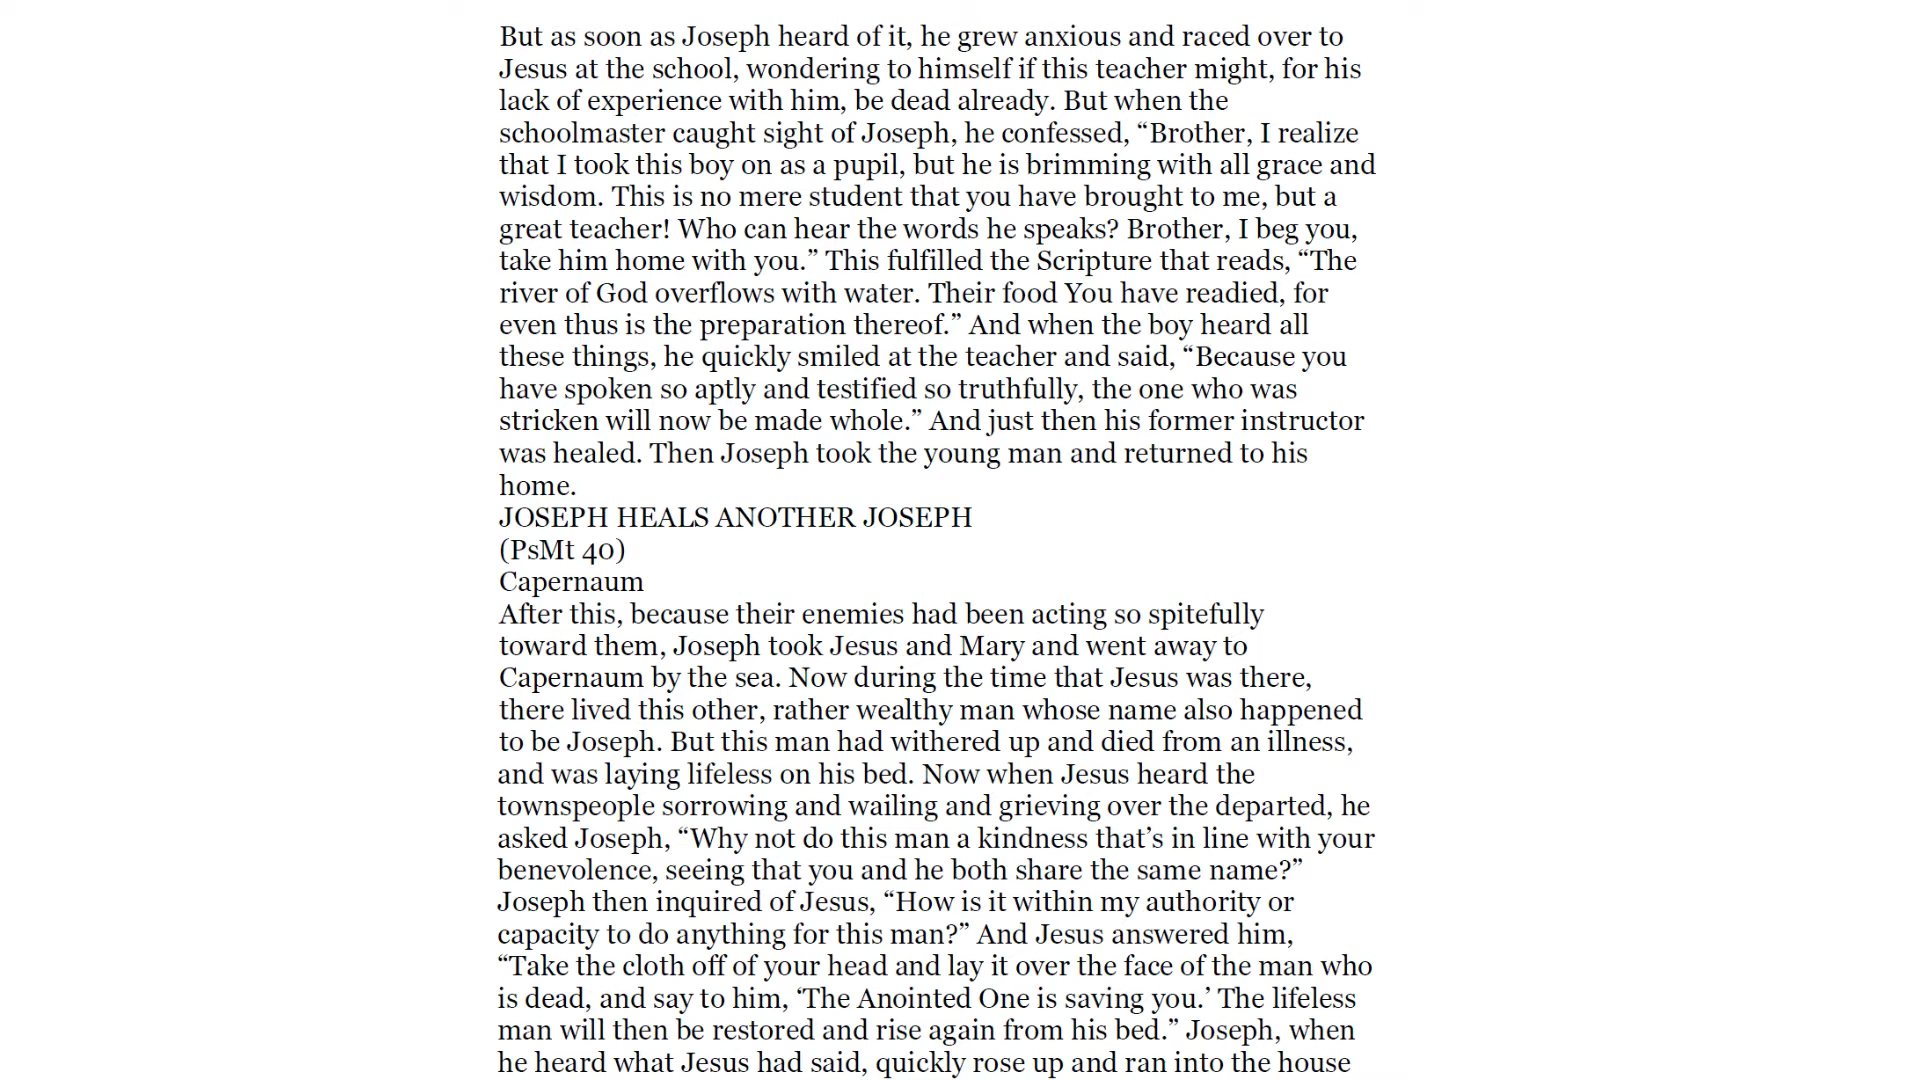 But as soon as Joseph heard of it, he grew anxious and raced over to
Jesus at the school, wondering to himself if this teacher might, for his
lack of experience with him, be dead already. But when the
schoolmaster caught sight of Joseph, he confessed, “Brother, I realize
that I took this boy on as a pupil, but he is brimming with all grace and
wisdom. This is no mere student that you have brought to me, but a
great teacher! Who can hear the words he speaks? Brother, I beg you,
take him home with you.” This fulfilled the Scripture that reads, “The
river of God overflows with water. Their food You have readied, for
even thus is the preparation thereof.” And when the boy heard all
these things, he quickly smiled at the teacher and said, “Because you
have spoken so aptly and testified so truthfully, the one who was
stricken will now be made whole.” And just then his former instructor
was healed. Then Joseph took the young man and returned to his
home.
JOSEPH HEALS ANOTHER JOSEPH
(PsMt 40)
Capernaum
After this, because their enemies had been acting so spitefully
toward them, Joseph took Jesus and Mary and went away to
Capernaum by the sea. Now during the time that Jesus was there,
there lived this other, rather wealthy man whose name also happened
to be Joseph. But this man had withered up and died from an illness,
and was laying lifeless on his bed. Now when Jesus heard the
townspeople sorrowing and wailing and grieving over the departed, he
asked Joseph, “Why not do this man a kindness that’s in line with your
benevolence, seeing that you and he both share the same name?”
Joseph then inquired of Jesus, “How is it within my authority or
capacity to do anything for this man?” And Jesus answered him,
“Take the cloth off of your head and lay it over the face of the man who
is dead, and say to him, ‘The Anointed One is saving you.’ The lifeless
man will then be restored and rise again from his bed.” Joseph, when
he heard what Jesus had said, quickly rose up and ran into the house